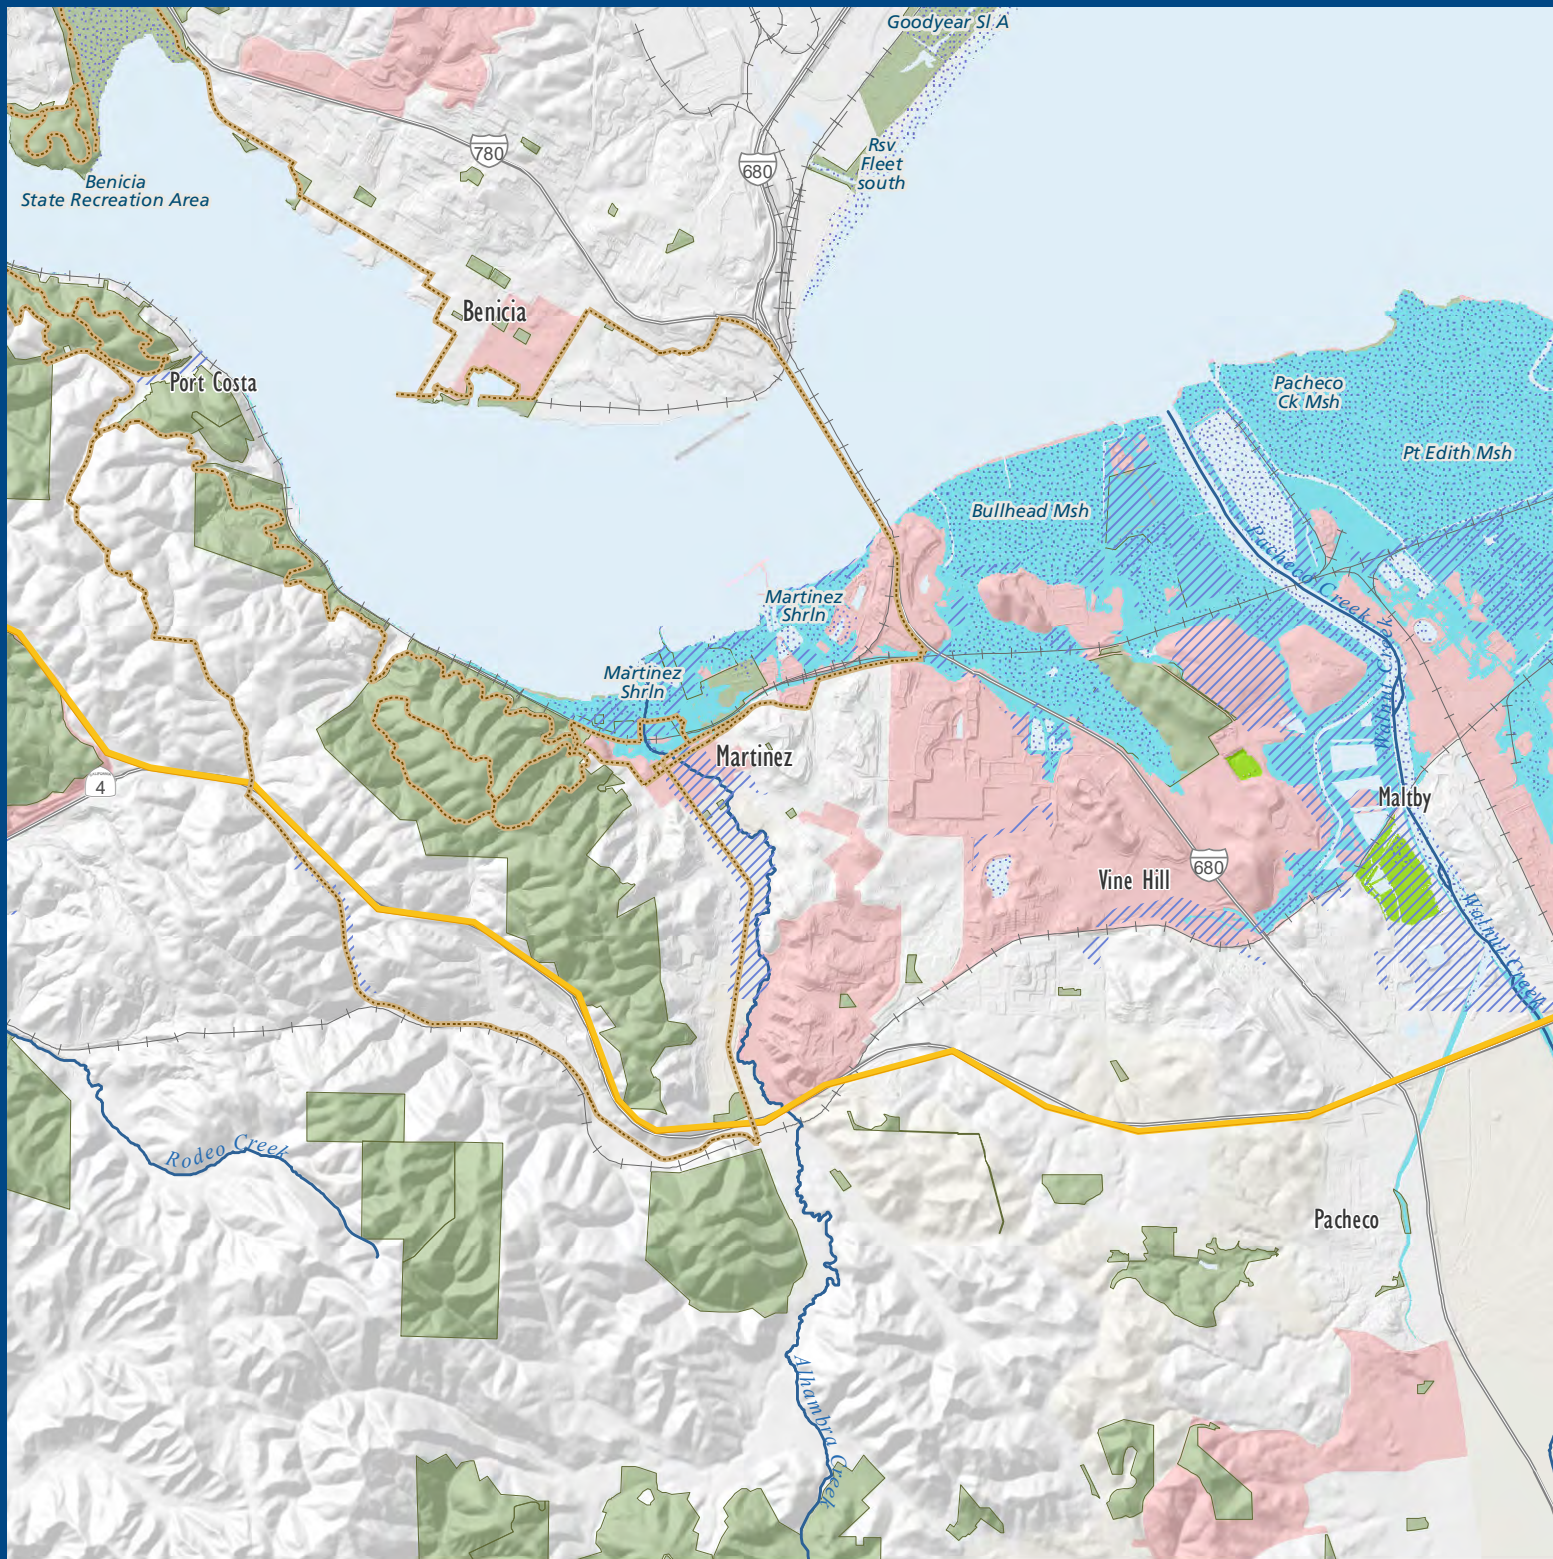 Goodyear Sl A
780
680
Rsv
Fleet
south
Benicia
State Recreation Area
Benicia
Port Costa
Pacheco
Ck Msh
Pt Edith Msh
Bullhead Msh
Pacheco Creek
Martinez
Shrln
Martinez
Shrln
Walnut Creek
Martinez
4
Maltby
Vine Hill
680
Walnut Creek
Rodeo Creek
Pacheco
Alhambra Creek